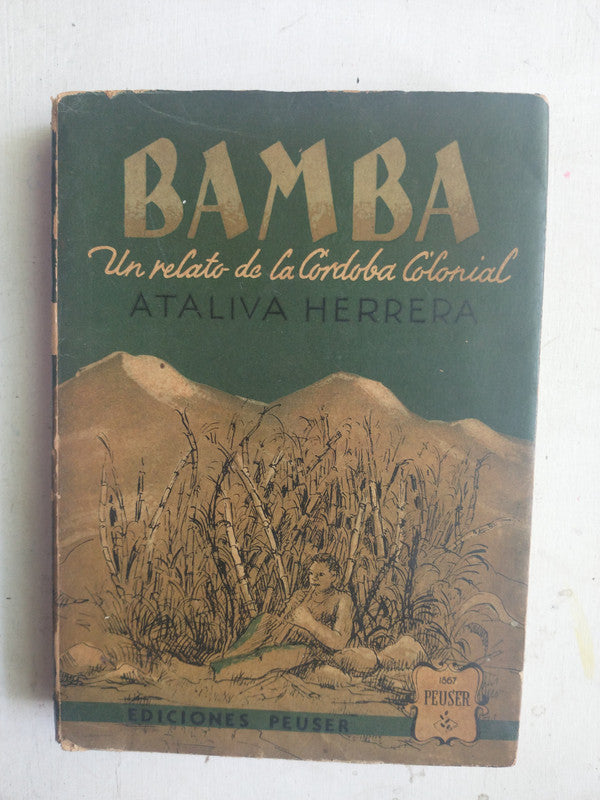 BAMBA
Un relato de la Córdoba Colonial
ATALIVA HERRERA
1867
PEUSER
EDICIONES PEUSER